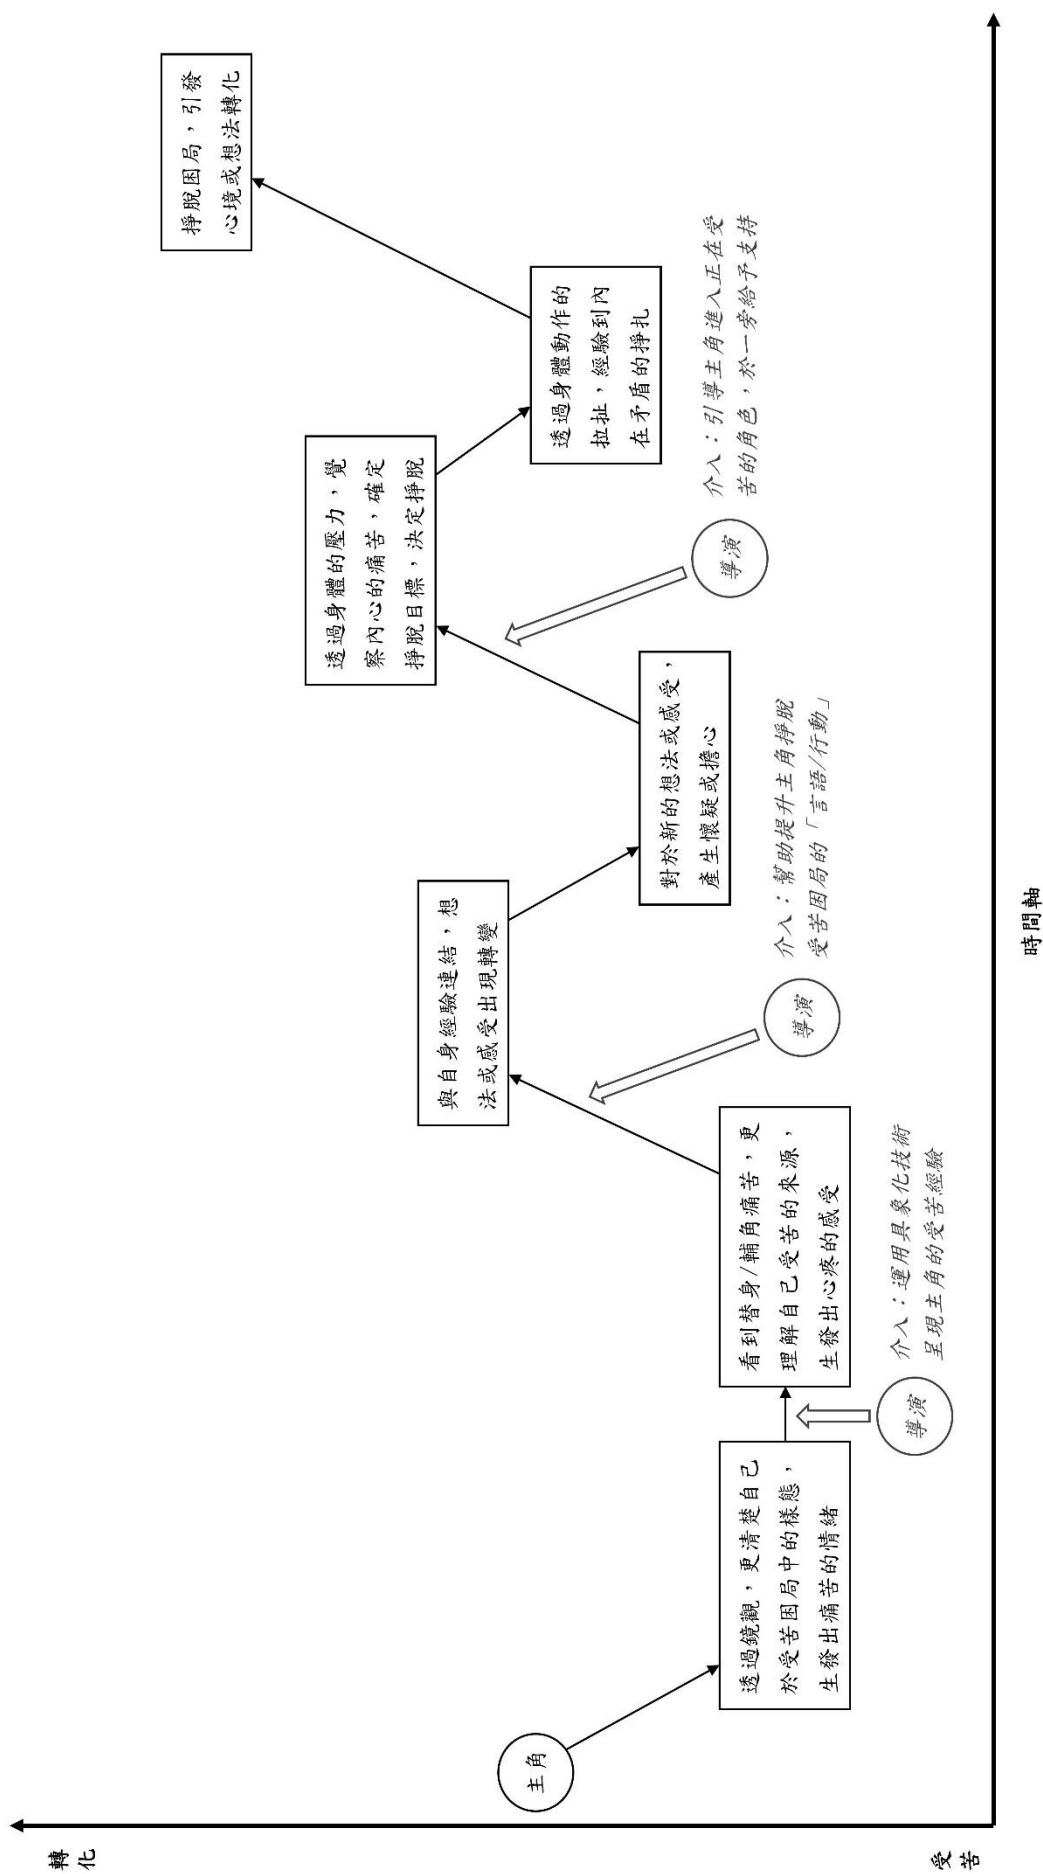 轉化
受苦
時間軸
主角
透過鏡觀，更清楚自己
於受苦困局中的樣態，
生發出痛苦的情緒
導演
介入：運用具象化技術
呈現主角的受苦經驗
看到替身/輔角痛苦，更
理解自己受苦的來源，
生發出心疼的感受
導演
介入：幫助提升主角掙脫
受苦困局的「言語/行動」
與自身經驗連結，想
法或感受出現轉變
對於新的想法或感受，
產生懷疑或擔心
導演
介入：引導主角進入正在受
苦的角色，於一旁給予支持
透過身體的壓力，覺
察內心的痛苦，確定
掙脫目標，決定掙脫
透過身體動作的
拉扯，經驗到內
在矛盾的掙扎
掙脫困局，引發
心境或想法轉化